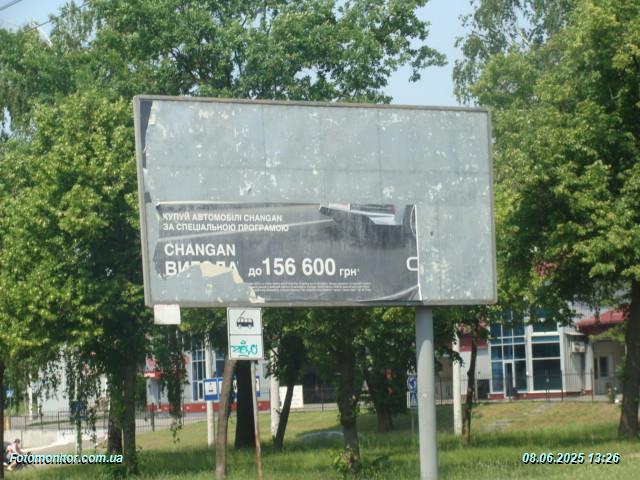 КУПУЙ АВТОМОБІЛІ CHANGAN
ЗА СПЕЦІАЛЬНОЮ ПРОГРАМОЮ
CHANGAN
ВИГОДА до 156 600 грн
Fotomonitor.com.ua
08.06.2025 13:26